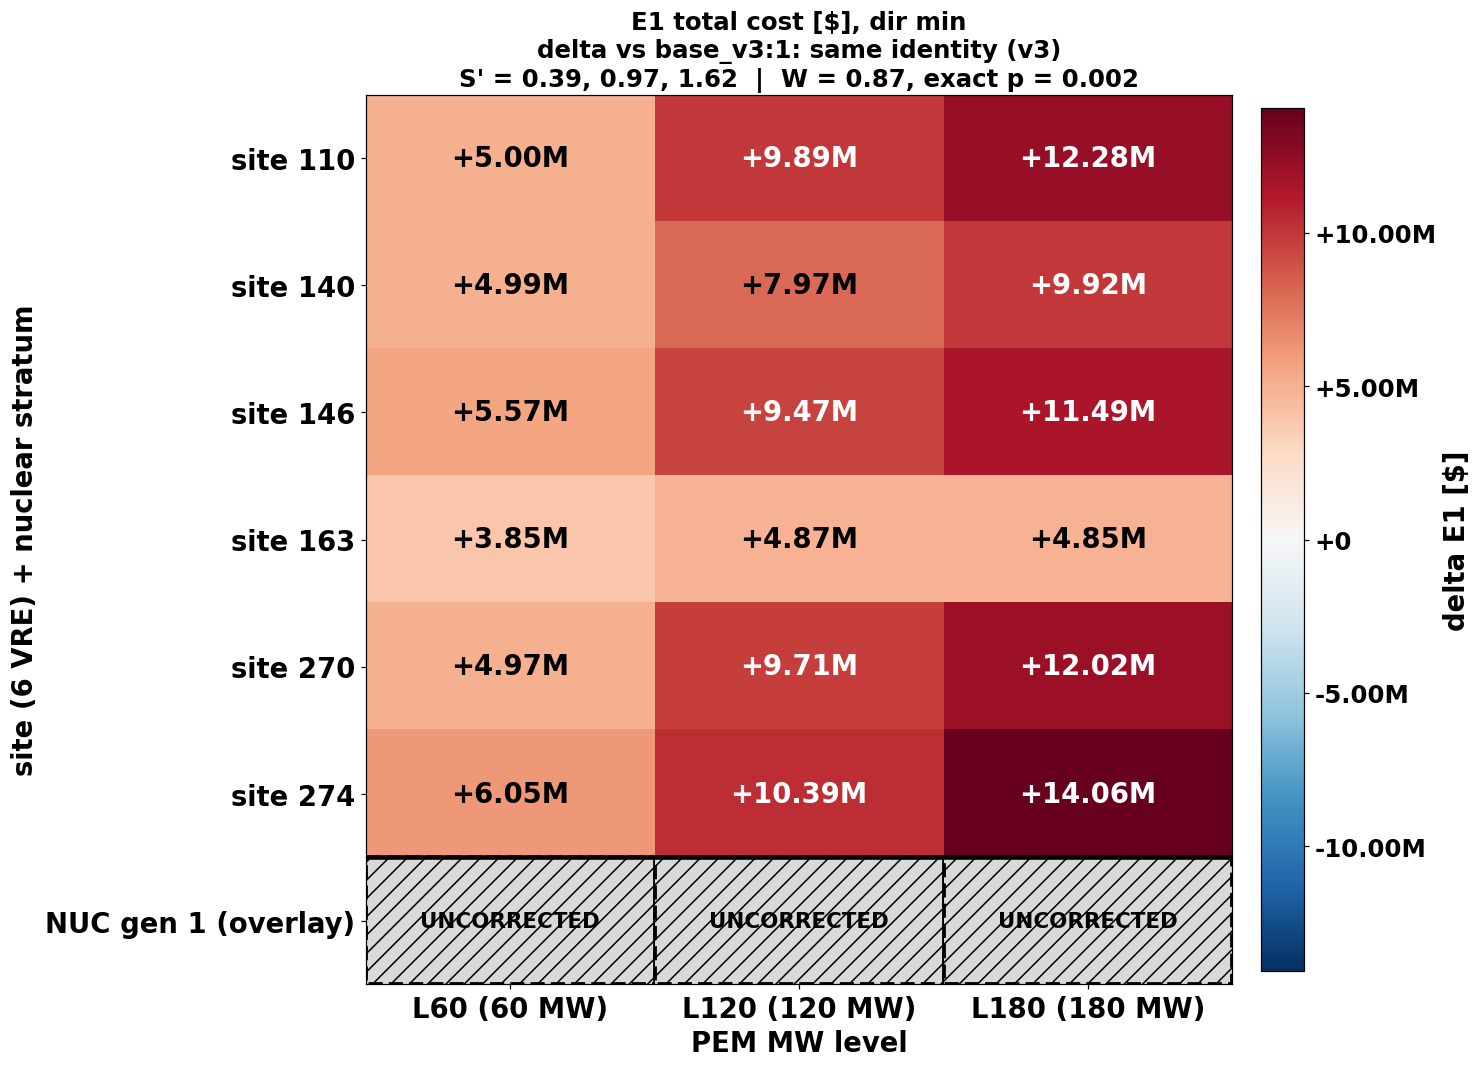 E1 total cost [$], dir min
delta vs base_v3:1: same identity (v3)
S' = 0.39, 0.97, 1.62 | W = 0.87, exact p = 0.002
site (6 VRE) + nuclear stratum
site 110 +5.00M +9.89M +12.28M
site 140 +4.99M +7.97M +9.92M
site 146 +5.57M +9.47M +11.49M
site 163 +3.85M +4.87M +4.85M
site 270 +4.97M +9.71M +12.02M
site 274 +6.05M +10.39M +14.06M
NUC gen 1 (overlay) UNCORRECTED UNCORRECTED UNCORRECTED
L60 (60 MW) L120 (120 MW) L180 (180 MW)
PEM MW level
+10.00M
+5.00M
+0
-5.00M
-10.00M
delta E1 [$]